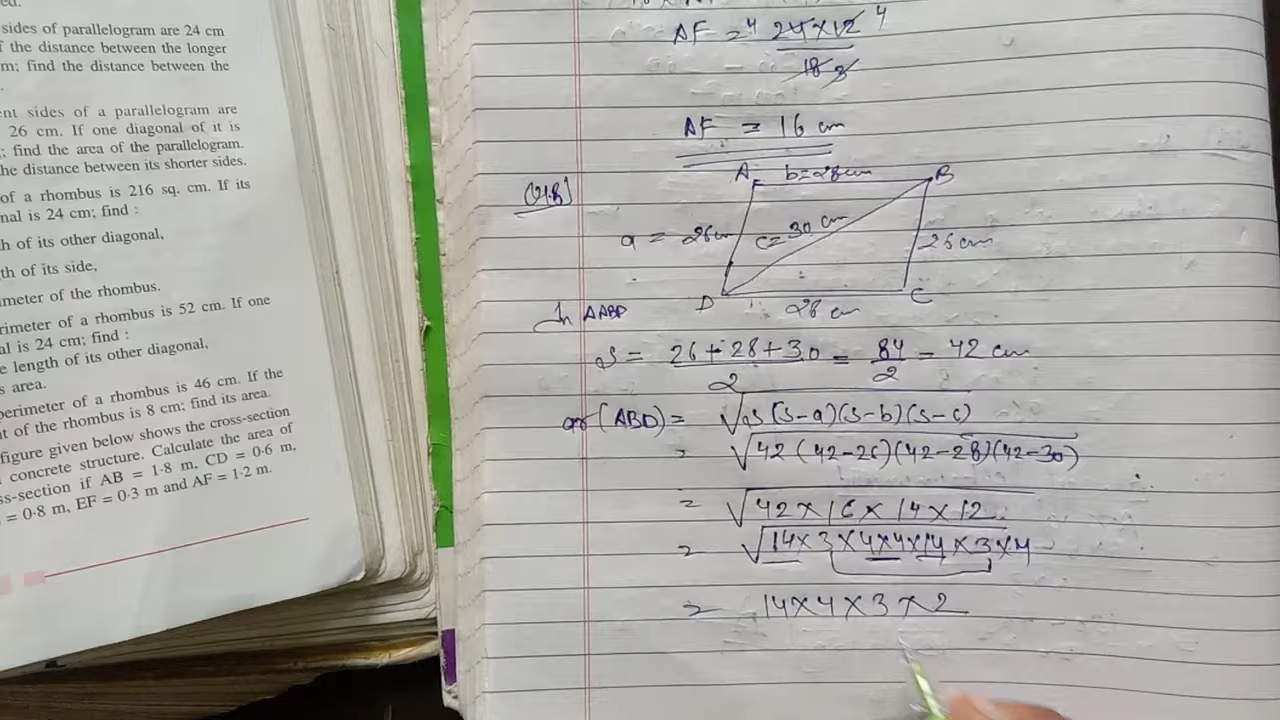 sides of parallelogram are 24 cm
the distance between the longer
m; find the distance between the
nt sides of a parallelogram are
26 cm. If one diagonal of it is
; find the area of the parallelogram.
he distance between its shorter sides.
of a rhombus is 216 sq. cm. If its
nal is 24 cm; find :
h of its other diagonal,
th of its side,
meter of the rhombus.
rimeter of a rhombus is 52 cm. If one
al is 24 cm; find :
e length of its other diagonal,
s area.
perimeter of a rhombus is 46 cm. If the
t of the rhombus is 8 cm; find its area.
figure given below shows the cross-section
concrete structure. Calculate the area of
ss-section if AB = 1·8 m, CD = 0·6 m,
= 0·8 m, EF = 0·3 m and AF = 1·2 m.
AF = 4 24×12 4
18 3
AF = 16 cm
A b=28cm B
a = 26cm c=30 cm 26cm
D 28 cm C
In ΔABD
S = 26+28+30 / 2 = 84/2 = 42 cm
ar(ABD) = √s(s-a)(s-b)(s-c)
= √42(42-26)(42-28)(42-30)
= √42×16×14×12
= √14×3×4×4×14×3×4
= 14×4×3×2